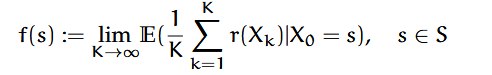 f(s) := lim_{K→∞} 𝔼(1/K ∑_{k=1}^{K} r(X_k)|X_0 = s), s ∈ S